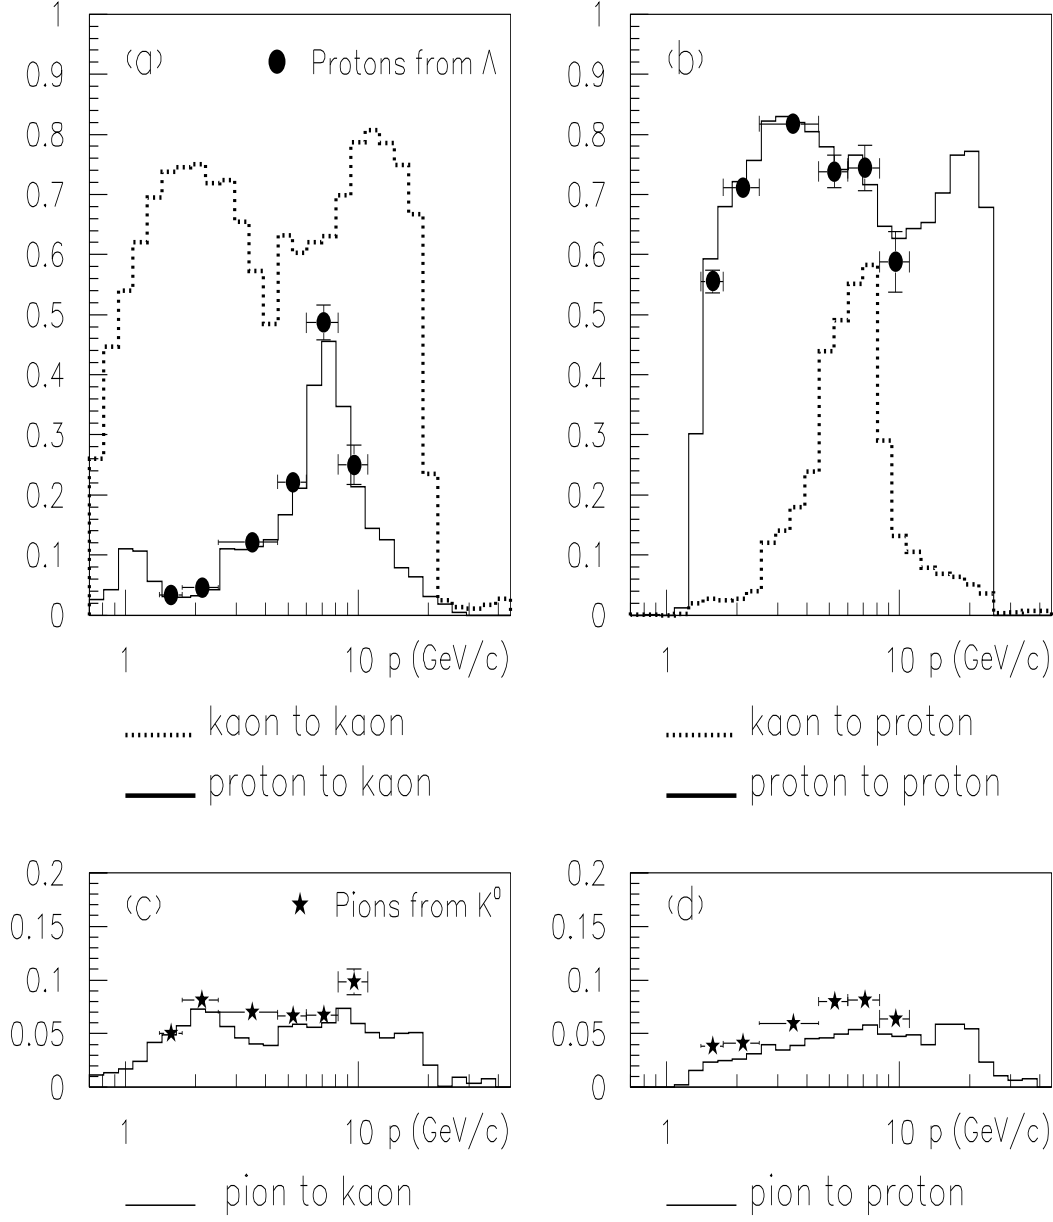 1 1
(a) Protons from Λ (b)
0.9 0.9
0.8 0.8
0.7 0.7
0.6 0.6
0.5 0.5
0.4 0.4
0.3 0.3
0.2 0.2
0.1 0.1
0 0
1 10 p (GeV/c) 1 10 p (GeV/c)
kaon to kaon kaon to proton
proton to kaon proton to proton
0.2 0.2
(c) Pions from K⁰ (d)
0.15 0.15
0.1 0.1
0.05 0.05
0 0
1 10 p (GeV/c) 1 10 p (GeV/c)
pion to kaon pion to proton